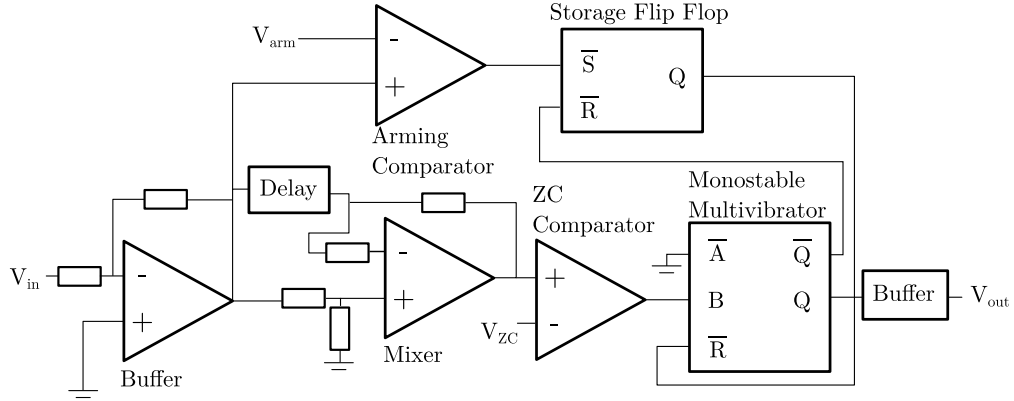 Storage Flip Flop
V_arm
-
+
S̅
Q
R̅
Arming
Comparator
Delay
ZC
Comparator
Monostable
Multivibrator
V_in
-
+
Buffer
-
+
Mixer
+
-
V_ZC
A̅
Q̅
B
Q
R̅
Buffer
V_out